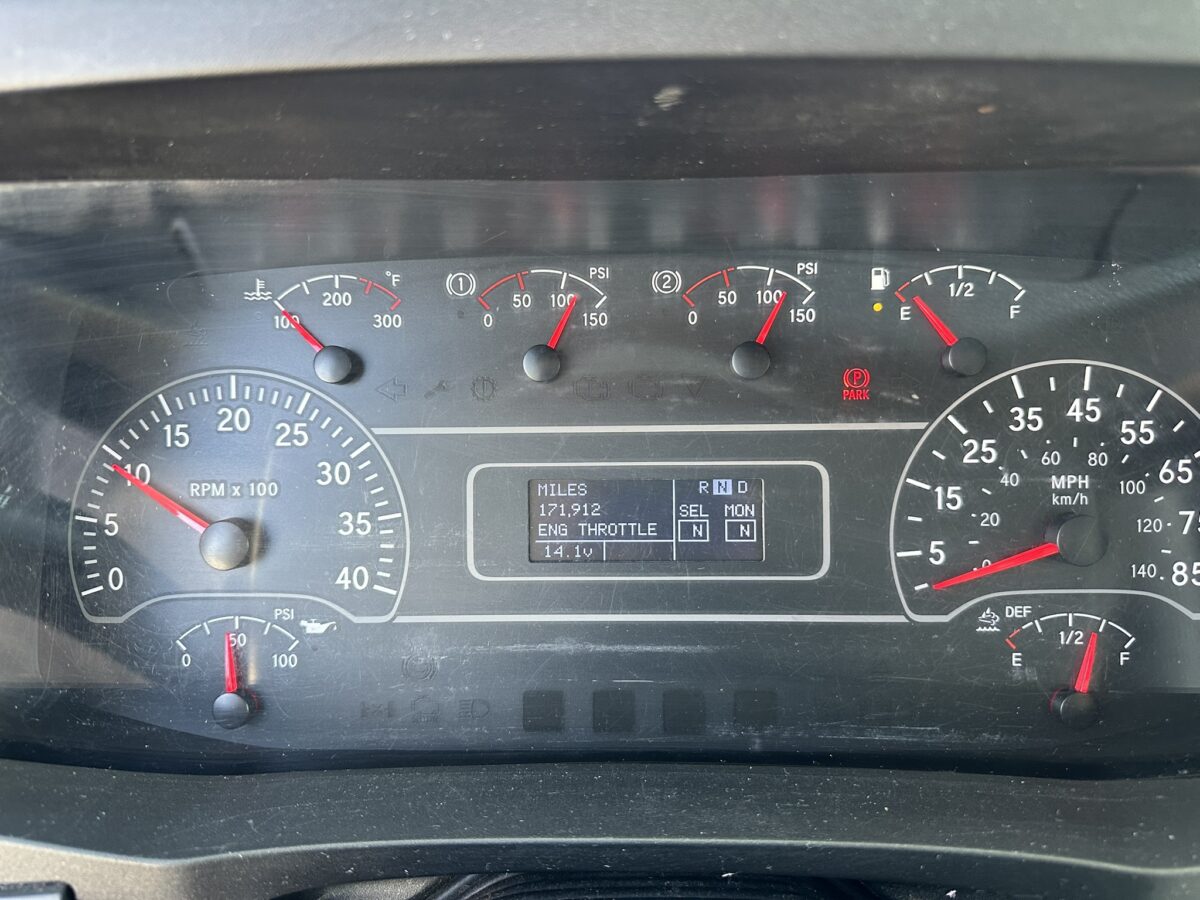 °F
200
100
300
1
PSI
50
100
0
150
2
PSI
50
100
0
150
1/2
E
F
P
PARK
0
5
10
15
20
25
30
35
40
RPM x 100
MILES
171,912
ENG THROTTLE
14.1v
R N D
SEL MON
N N
5
15
25
35
45
55
65
75
85
0
20
40
60
80
100
120
140
MPH
km/h
PSI
0
50
100
DEF
E
1/2
F